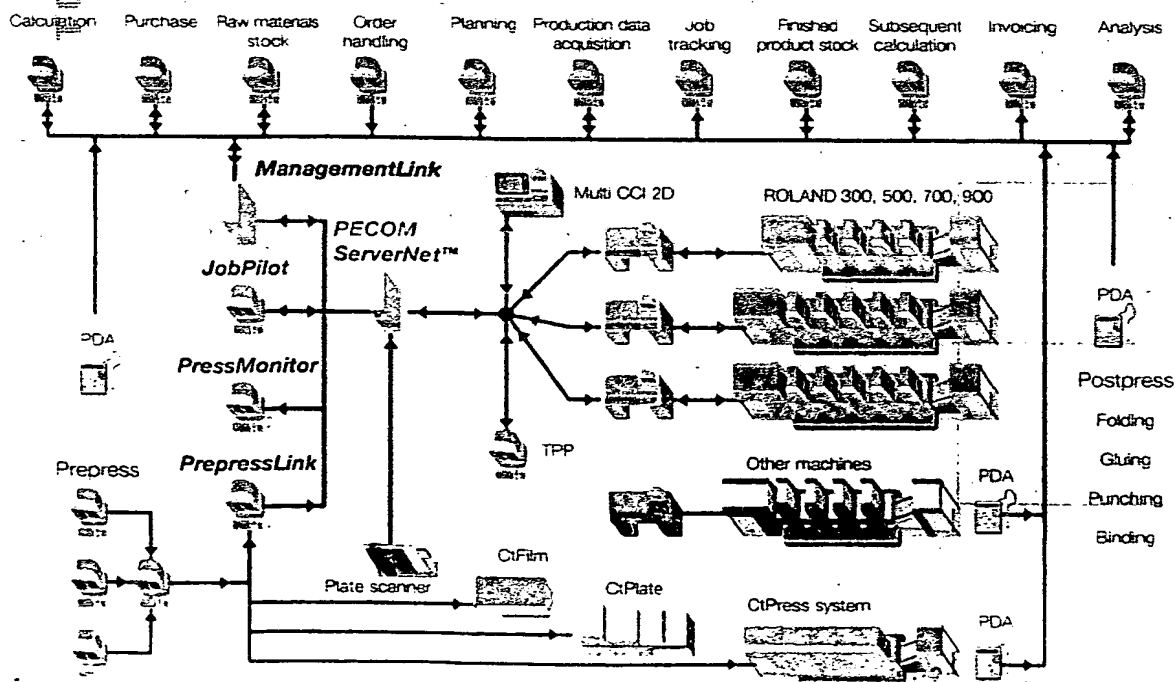 Calculation
Purchase
Raw materials
stock
Order
handling
Planning
Production data
acquisition
Job
tracking
Finished
product stock
Subsequent
calculation
Invoicing
Analysis
ManagementLink
Multi CCI 2D
ROLAND 300, 500, 700, 900
PECOM
ServerNet™
JobPilot
PDA
PDA
PressMonitor
Postpress
Folding
TPP
Gluing
PrepressLink
Other machines
Prepress
PDA
Punching
Binding
CtFilm
Plate scanner
CtPlate
CtPress system
PDA